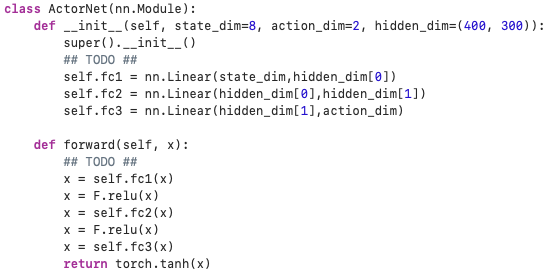 class ActorNet(nn.Module):
    def __init__(self, state_dim=8, action_dim=2, hidden_dim=(400, 300)):
        super().__init__()
        ## TODO ##
        self.fc1 = nn.Linear(state_dim,hidden_dim[0])
        self.fc2 = nn.Linear(hidden_dim[0],hidden_dim[1])
        self.fc3 = nn.Linear(hidden_dim[1],action_dim)

    def forward(self, x):
        ## TODO ##
        x = self.fc1(x)
        x = F.relu(x)
        x = self.fc2(x)
        x = F.relu(x)
        x = self.fc3(x)
        return torch.tanh(x)